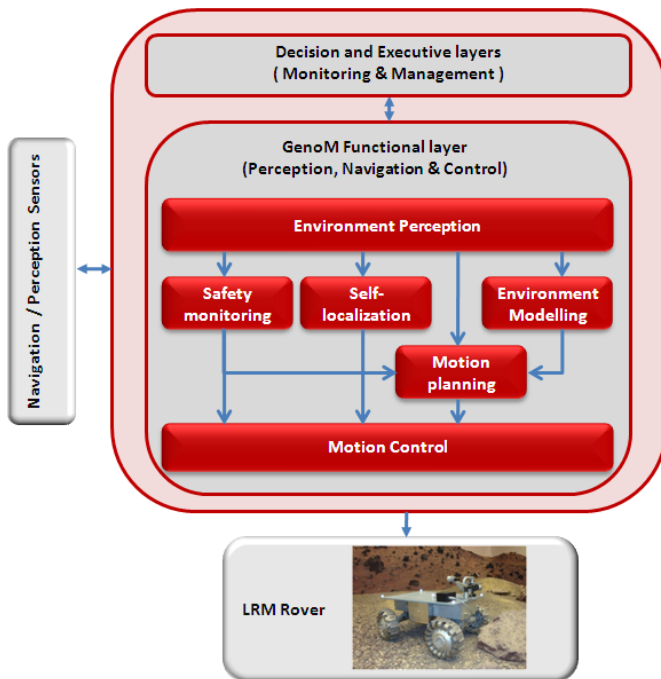 Decision and Executive layers
( Monitoring & Management )
GenoM Functional layer
(Perception, Navigation & Control)
Navigation / Perception Sensors
Environment Perception
Safety
monitoring
Self-
localization
Environment
Modelling
Motion
planning
Motion Control
LRM Rover